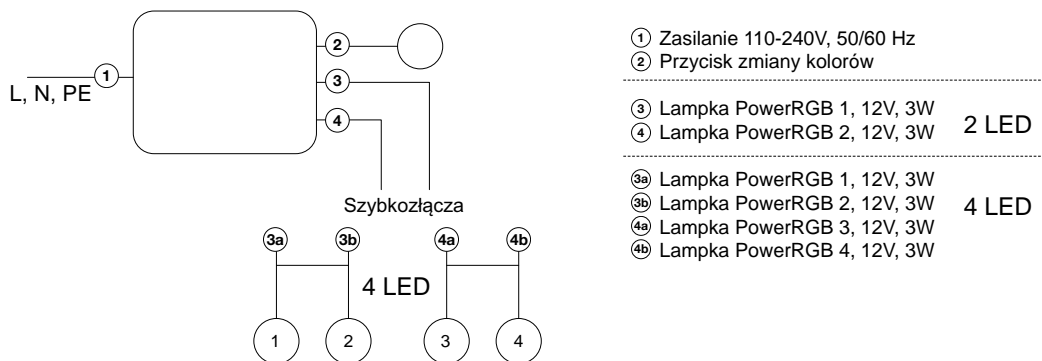 L, N, PE
1
2
3
4
Szybkozłącza
3a 3b 4a 4b
4 LED
1 2 3 4
1 Zasilanie 110-240V, 50/60 Hz
2 Przycisk zmiany kolorów
3 Lampka PowerRGB 1, 12V, 3W
4 Lampka PowerRGB 2, 12V, 3W
2 LED
3a Lampka PowerRGB 1, 12V, 3W
3b Lampka PowerRGB 2, 12V, 3W
4a Lampka PowerRGB 3, 12V, 3W
4b Lampka PowerRGB 4, 12V, 3W
4 LED